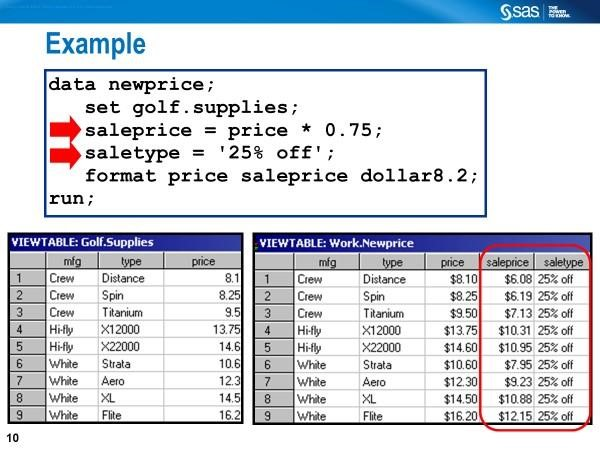 sas THE POWER TO KNOW.
Example
data newprice;
set golf.supplies;
saleprice = price * 0.75;
saletype = '25% off';
format price saleprice dollar8.2;
run;
VIEWTABLE: Golf.Supplies
mfg type price
1 Crew Distance 8.1
2 Crew Spin 8.25
3 Crew Titanium 9.5
4 Hi-fly X12000 13.75
5 Hi-fly X22000 14.6
6 White Strata 10.6
7 White Aero 12.3
8 White XL 14.5
9 White Flite 16.2
VIEWTABLE: Work.Newprice
mfg type price saleprice saletype
1 Crew Distance $8.10 $6.08 25% off
2 Crew Spin $8.25 $6.19 25% off
3 Crew Titanium $9.50 $7.13 25% off
4 Hi-fly X12000 $13.75 $10.31 25% off
5 Hi-fly X22000 $14.60 $10.95 25% off
6 White Strata $10.60 $7.95 25% off
7 White Aero $12.30 $9.23 25% off
8 White XL $14.50 $10.88 25% off
9 White Flite $16.20 $12.15 25% off
10